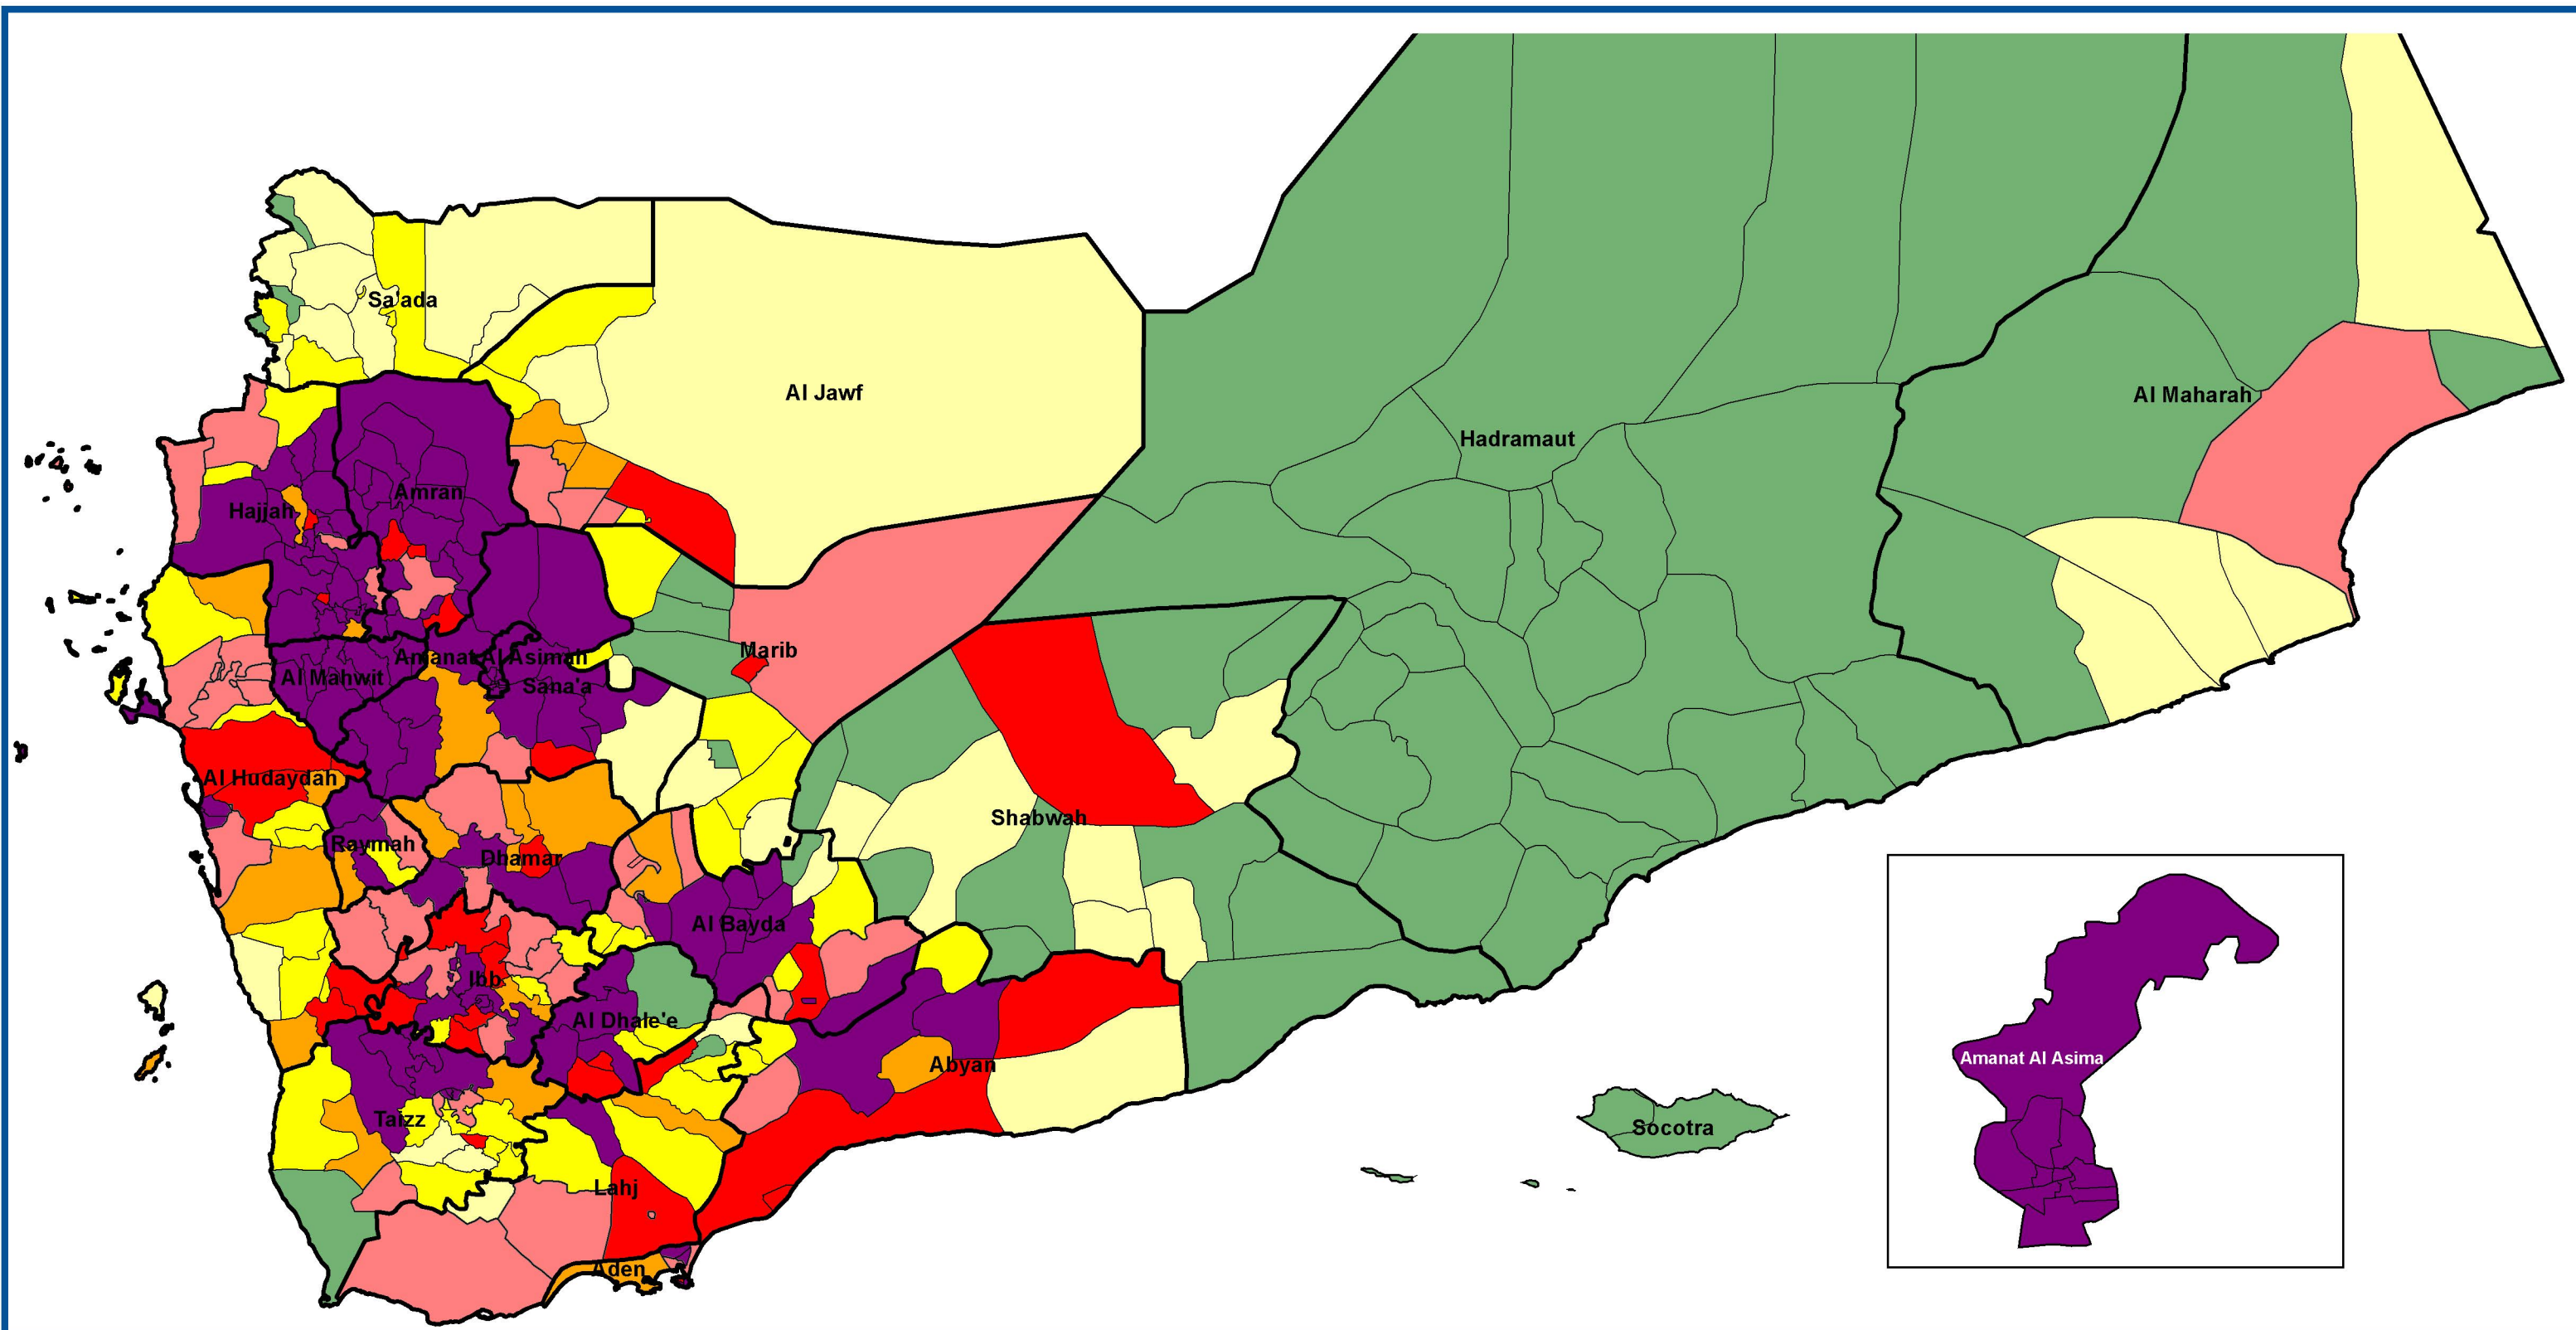 Sa'ada
Al Jawf
Al Maharah
Hadramaut
Amran
Hajjah
Marib
Amanat Al Asimah
Al Mahwit
Sana'a
Al Hudaydah
Shabwah
Raymah
Dhamar
Al Bayda
Ibb
Al Dhale'e
Abyan
Amanat Al Asima
Taizz
Socotra
Lahj
Aden